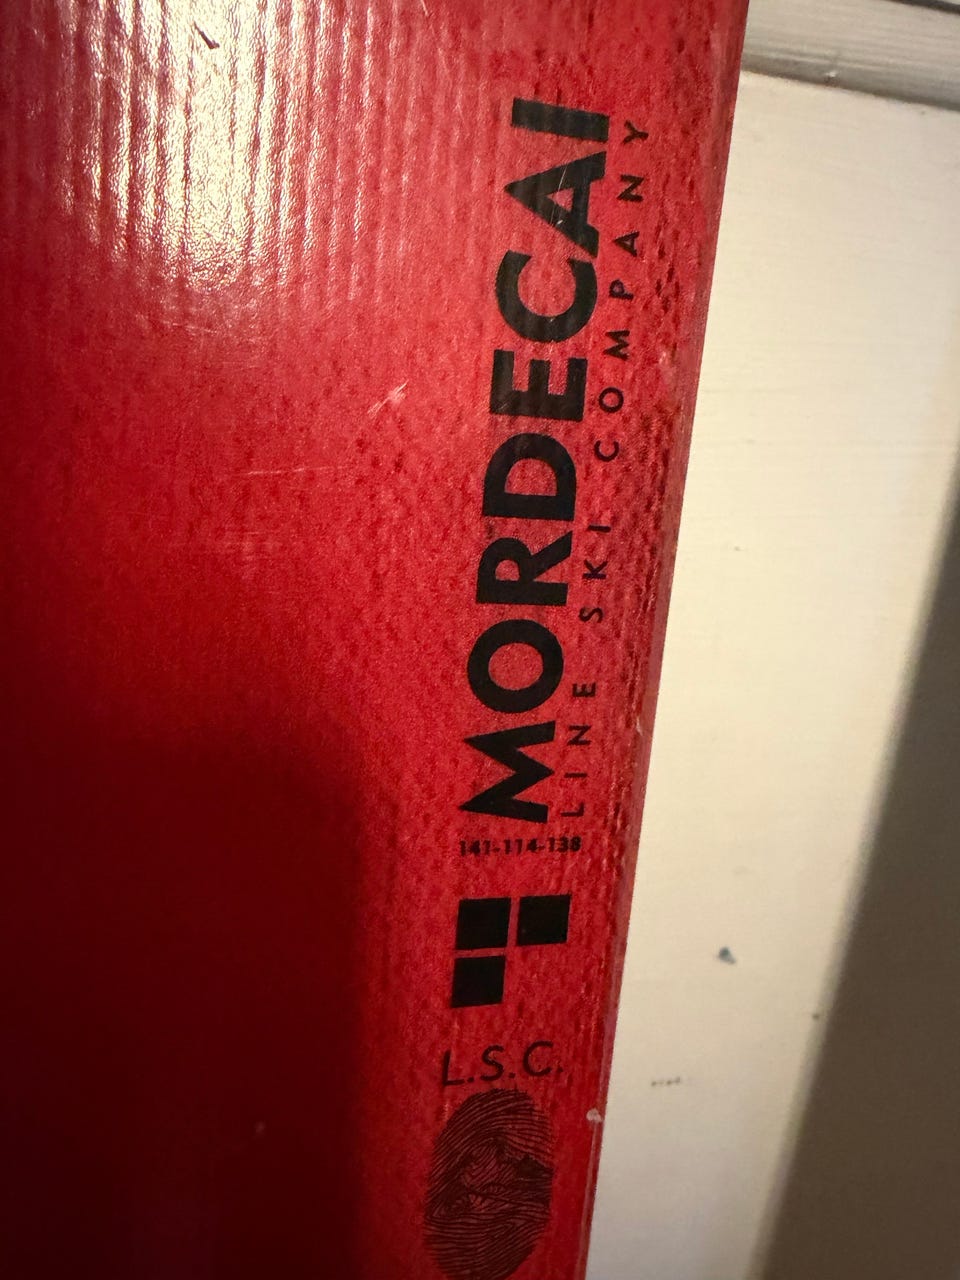 MORDECAI
LINE SKI COMPANY
141-114-138
L.S.C.